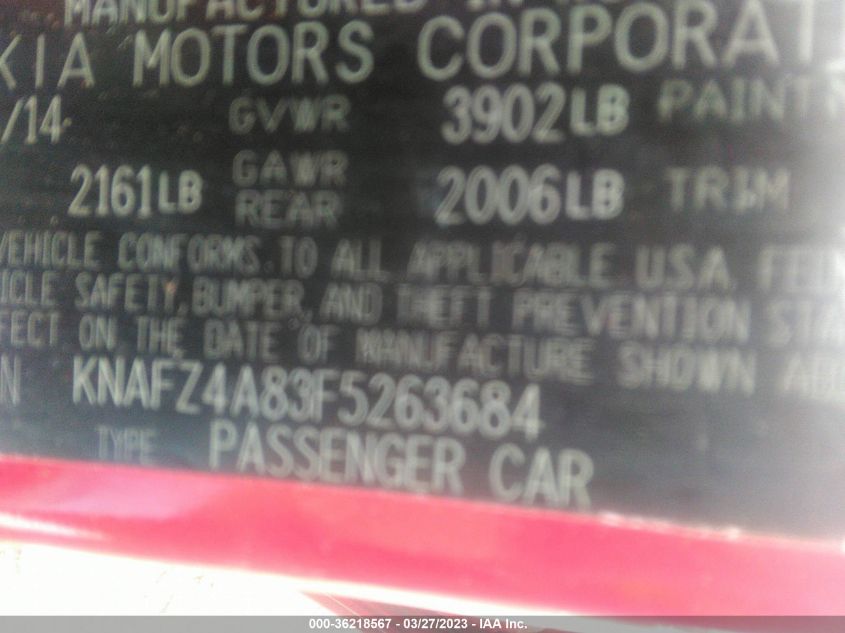 MANUFACTURED
KIA MOTORS CORPORAT
/14 GVWR 3902LB PAINT
2161LB GAWR REAR 2006LB TRIM
VEHICLE CONFORMS TO ALL APPLICABLE U.S.A. FED
ICLE SAFETY, BUMPER, AND THEFT PREVENTION STA
FECT ON THE DATE OF MANUFACTURE SHOWN AB
N KNAFZ4A83F5263684
TYPE PASSENGER CAR
000-36218567 - 03/27/2023 - IAA Inc.